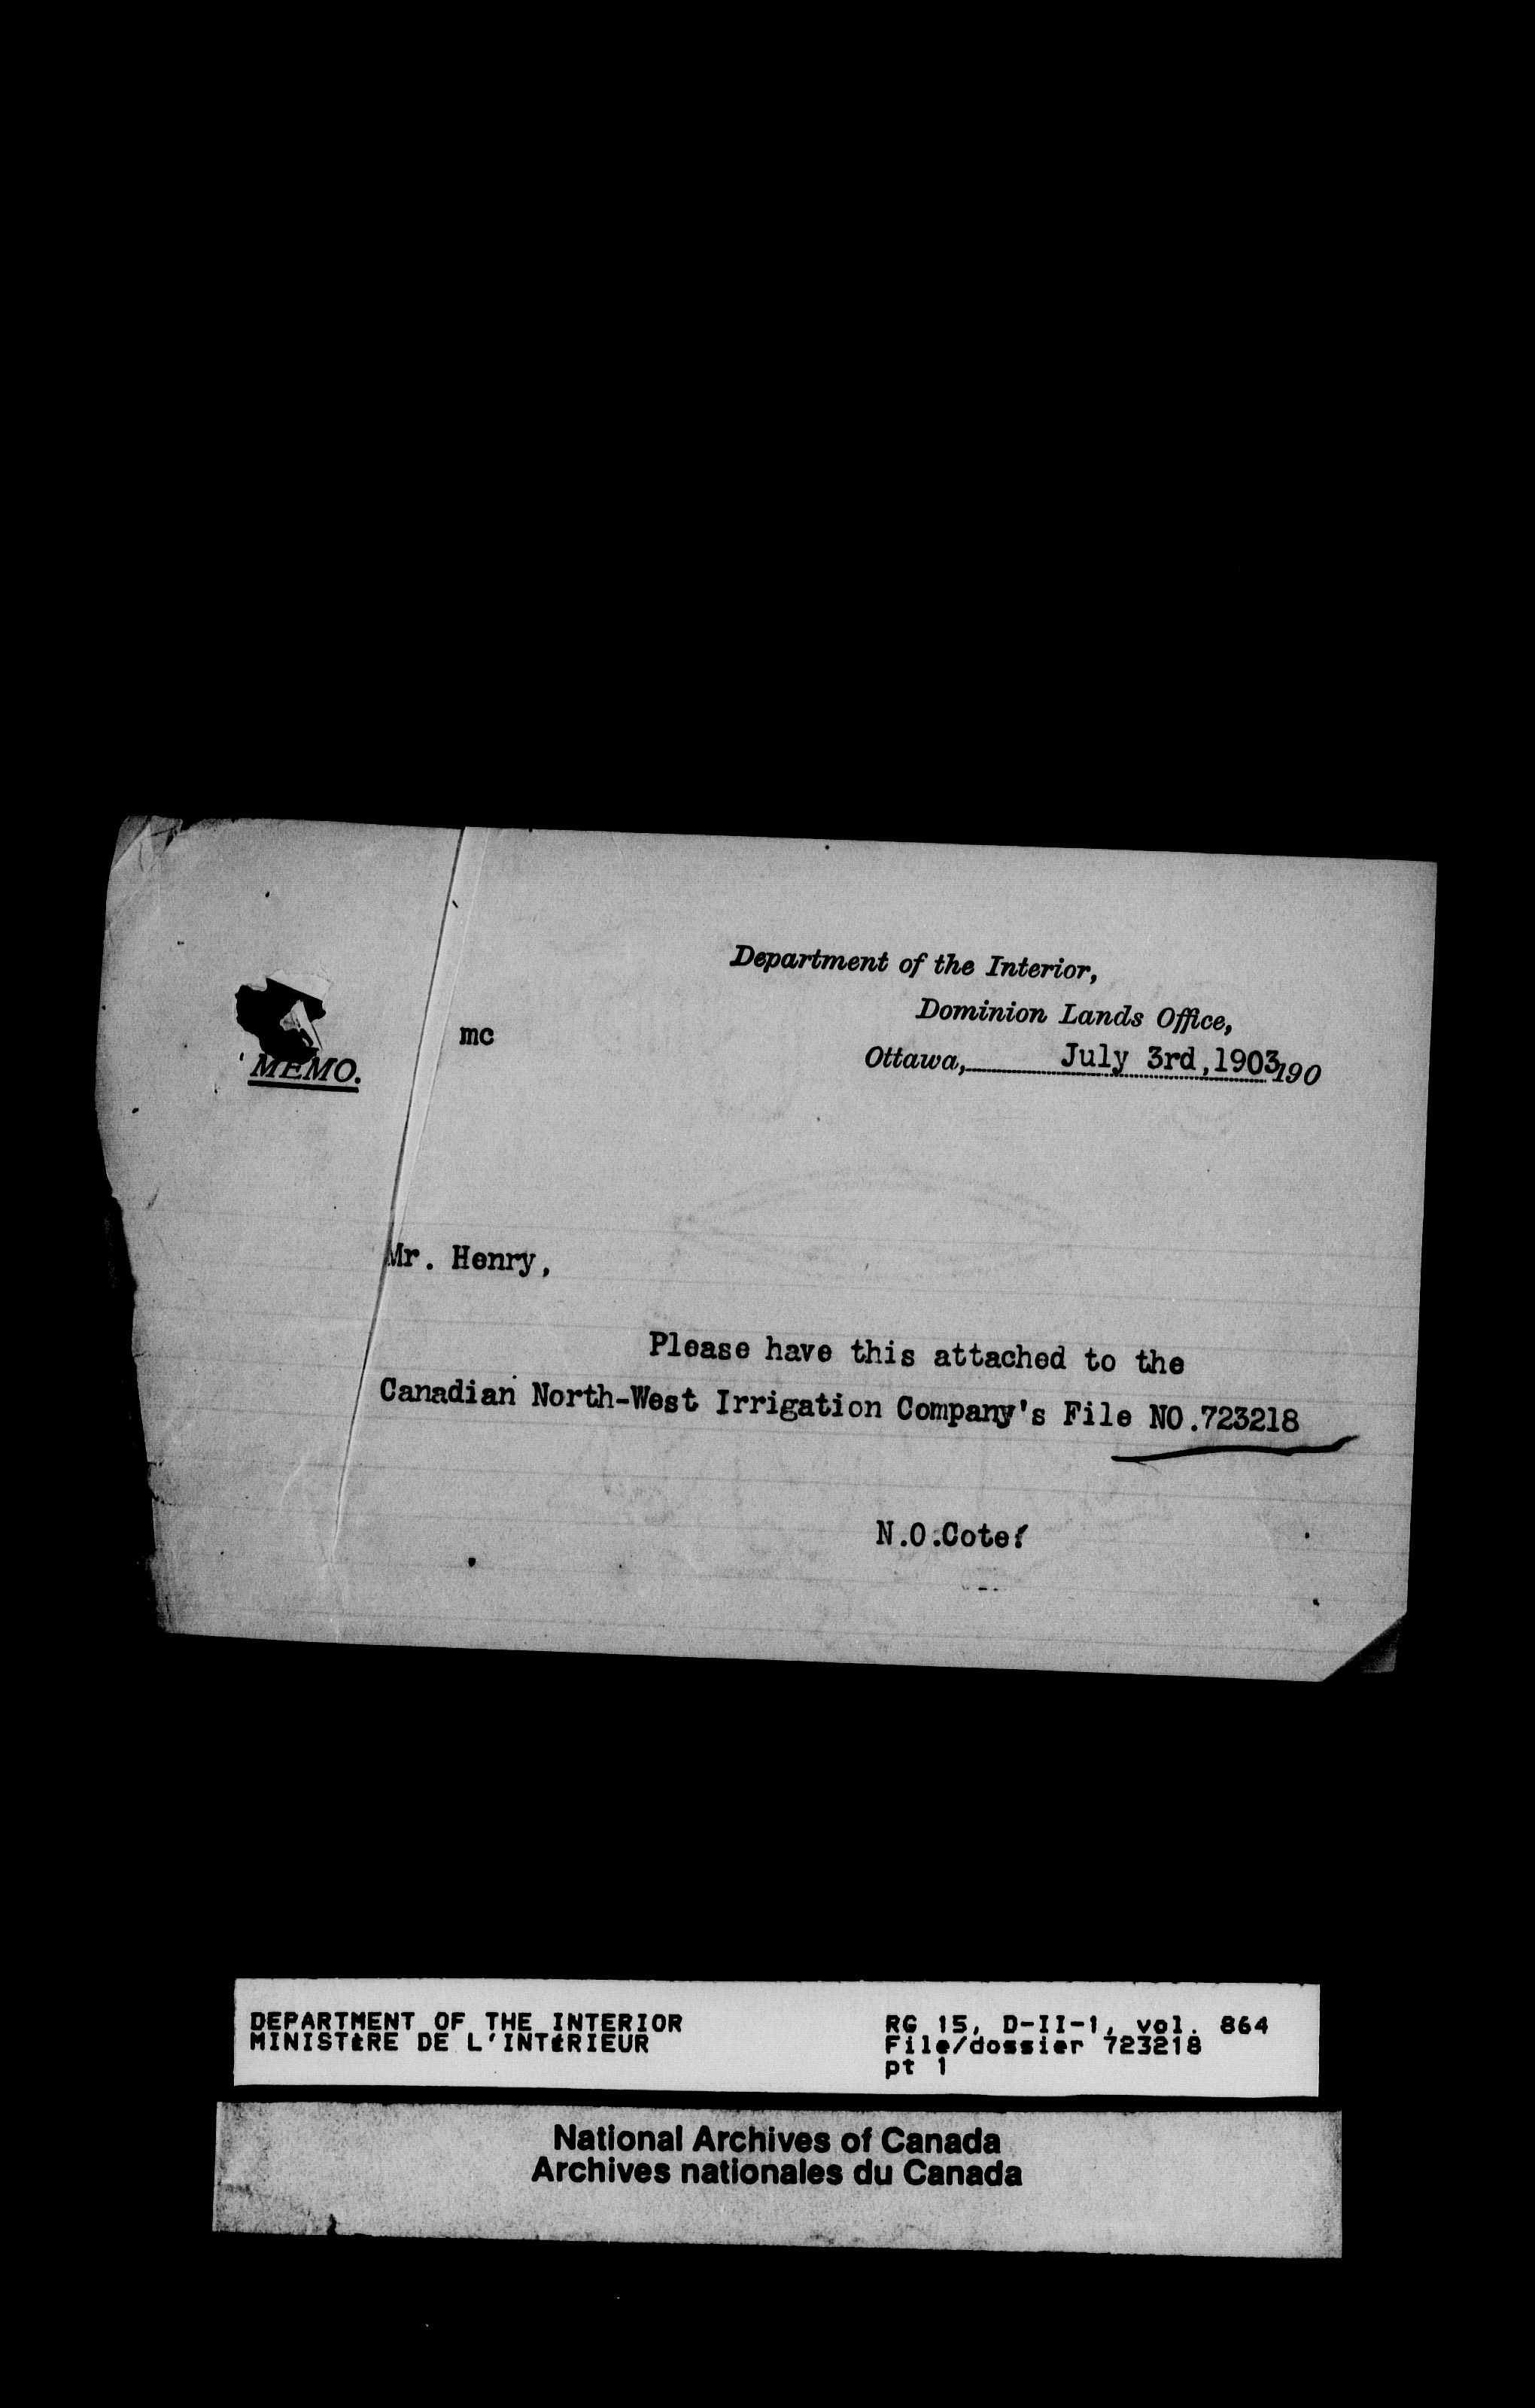 Department of the Interior,
Dominion Lands Office,
mc
MEMO.
Ottawa, July 3rd,1903 190
Mr. Henry,
Please have this attached to the
Canadian North-West Irrigation Company's File NO.723218
N.O.Cote.
DEPARTMENT OF THE INTERIOR
MINISTÈRE DE L'INTÉRIEUR
RG 15, D-II-1, vol. 864
File/dossier 723218
pt 1
National Archives of Canada
Archives nationales du Canada